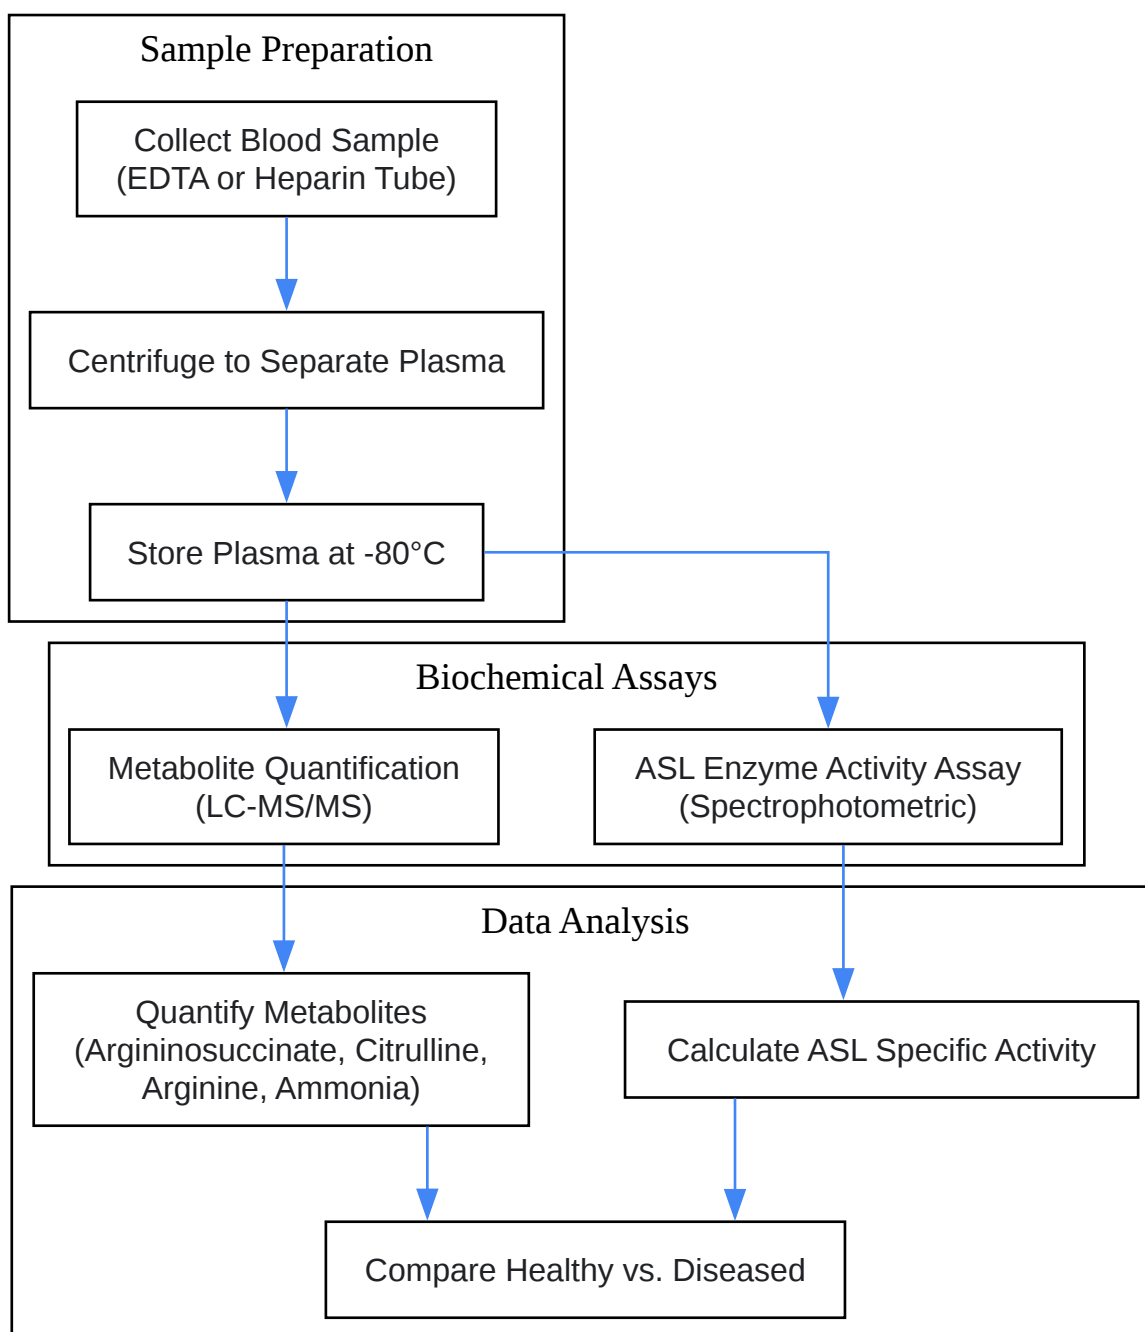 Sample Preparation
Collect Blood Sample
(EDTA or Heparin Tube)
Centrifuge to Separate Plasma
Store Plasma at -80°C
Biochemical Assays
Metabolite Quantification
(LC-MS/MS)
ASL Enzyme Activity Assay
(Spectrophotometric)
Data Analysis
Quantify Metabolites
(Argininosuccinate, Citrulline,
Arginine, Ammonia)
Calculate ASL Specific Activity
Compare Healthy vs. Diseased